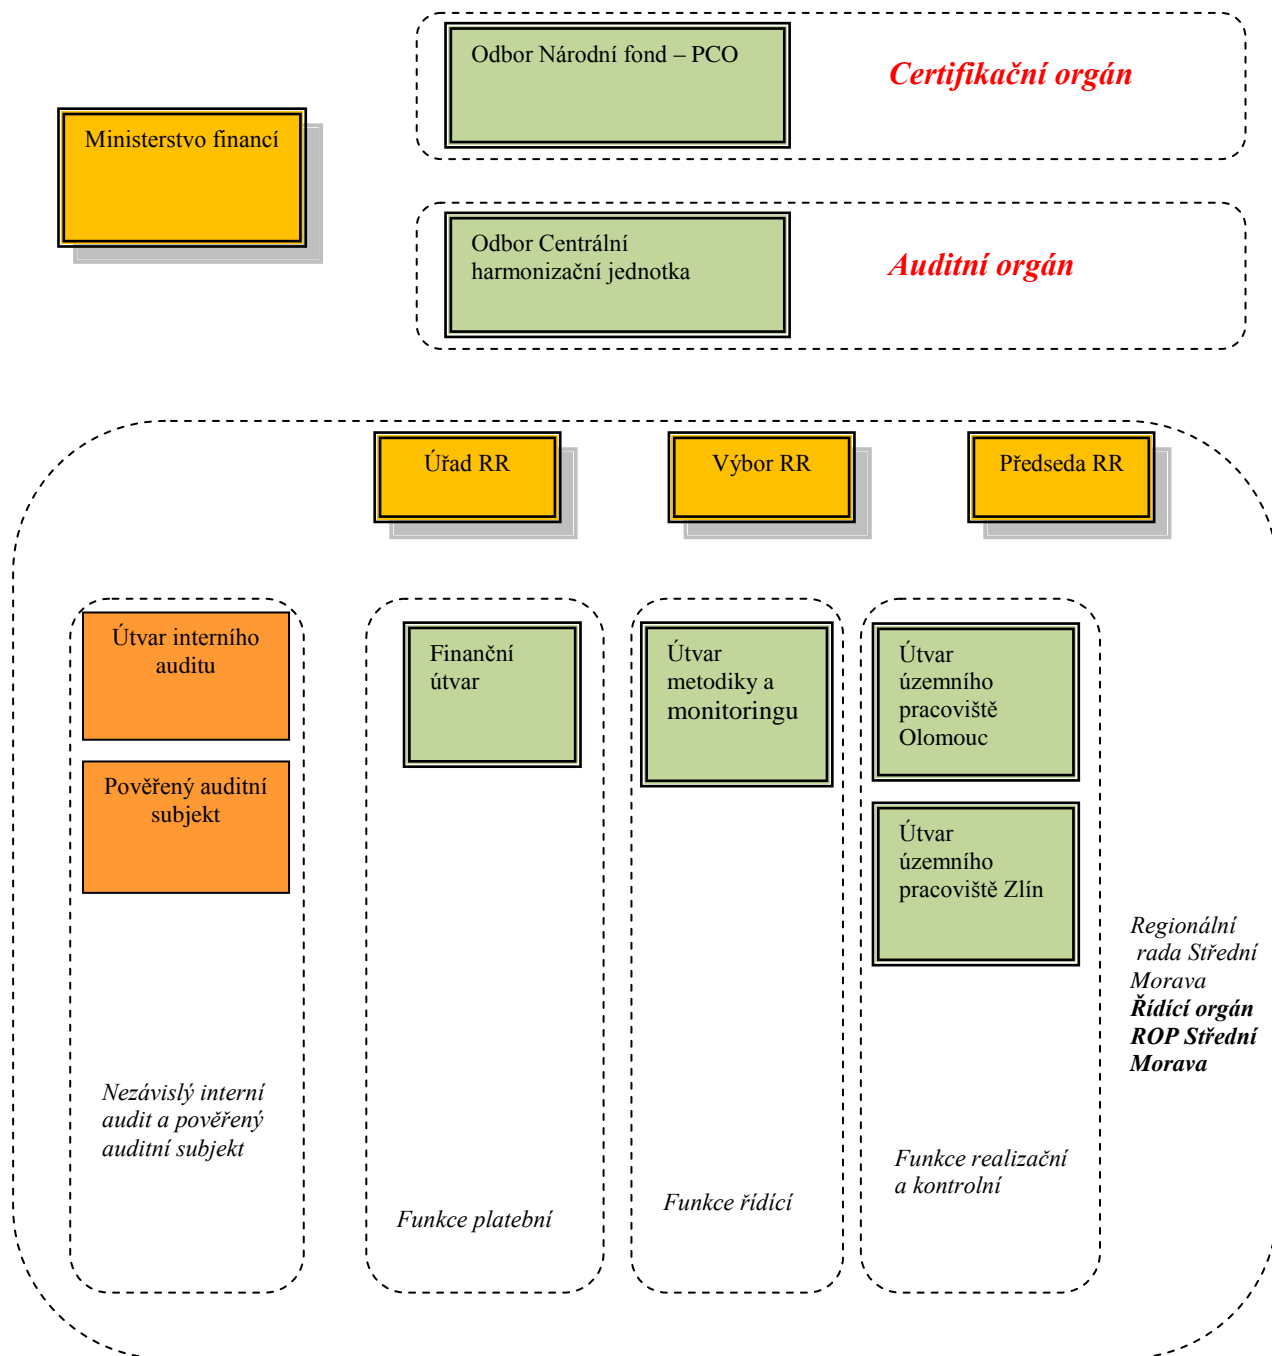 Odbor Národní fond – PCO
Certifikační orgán
Ministerstvo financí
Odbor Centrální
harmonizační jednotka
Auditní orgán
Úřad RR
Výbor RR
Předseda RR
Útvar interního
auditu
Pověřený auditní
subjekt
Nezávislý interní
audit a pověřený
auditní subjekt
Finanční
útvar
Funkce platební
Útvar
metodiky a
monitoringu
Funkce řídící
Útvar
územního
pracoviště
Olomouc
Útvar
územního
pracoviště Zlín
Funkce realizační
a kontrolní
Regionální
rada Střední
Morava
Řídící orgán
ROP Střední
Morava